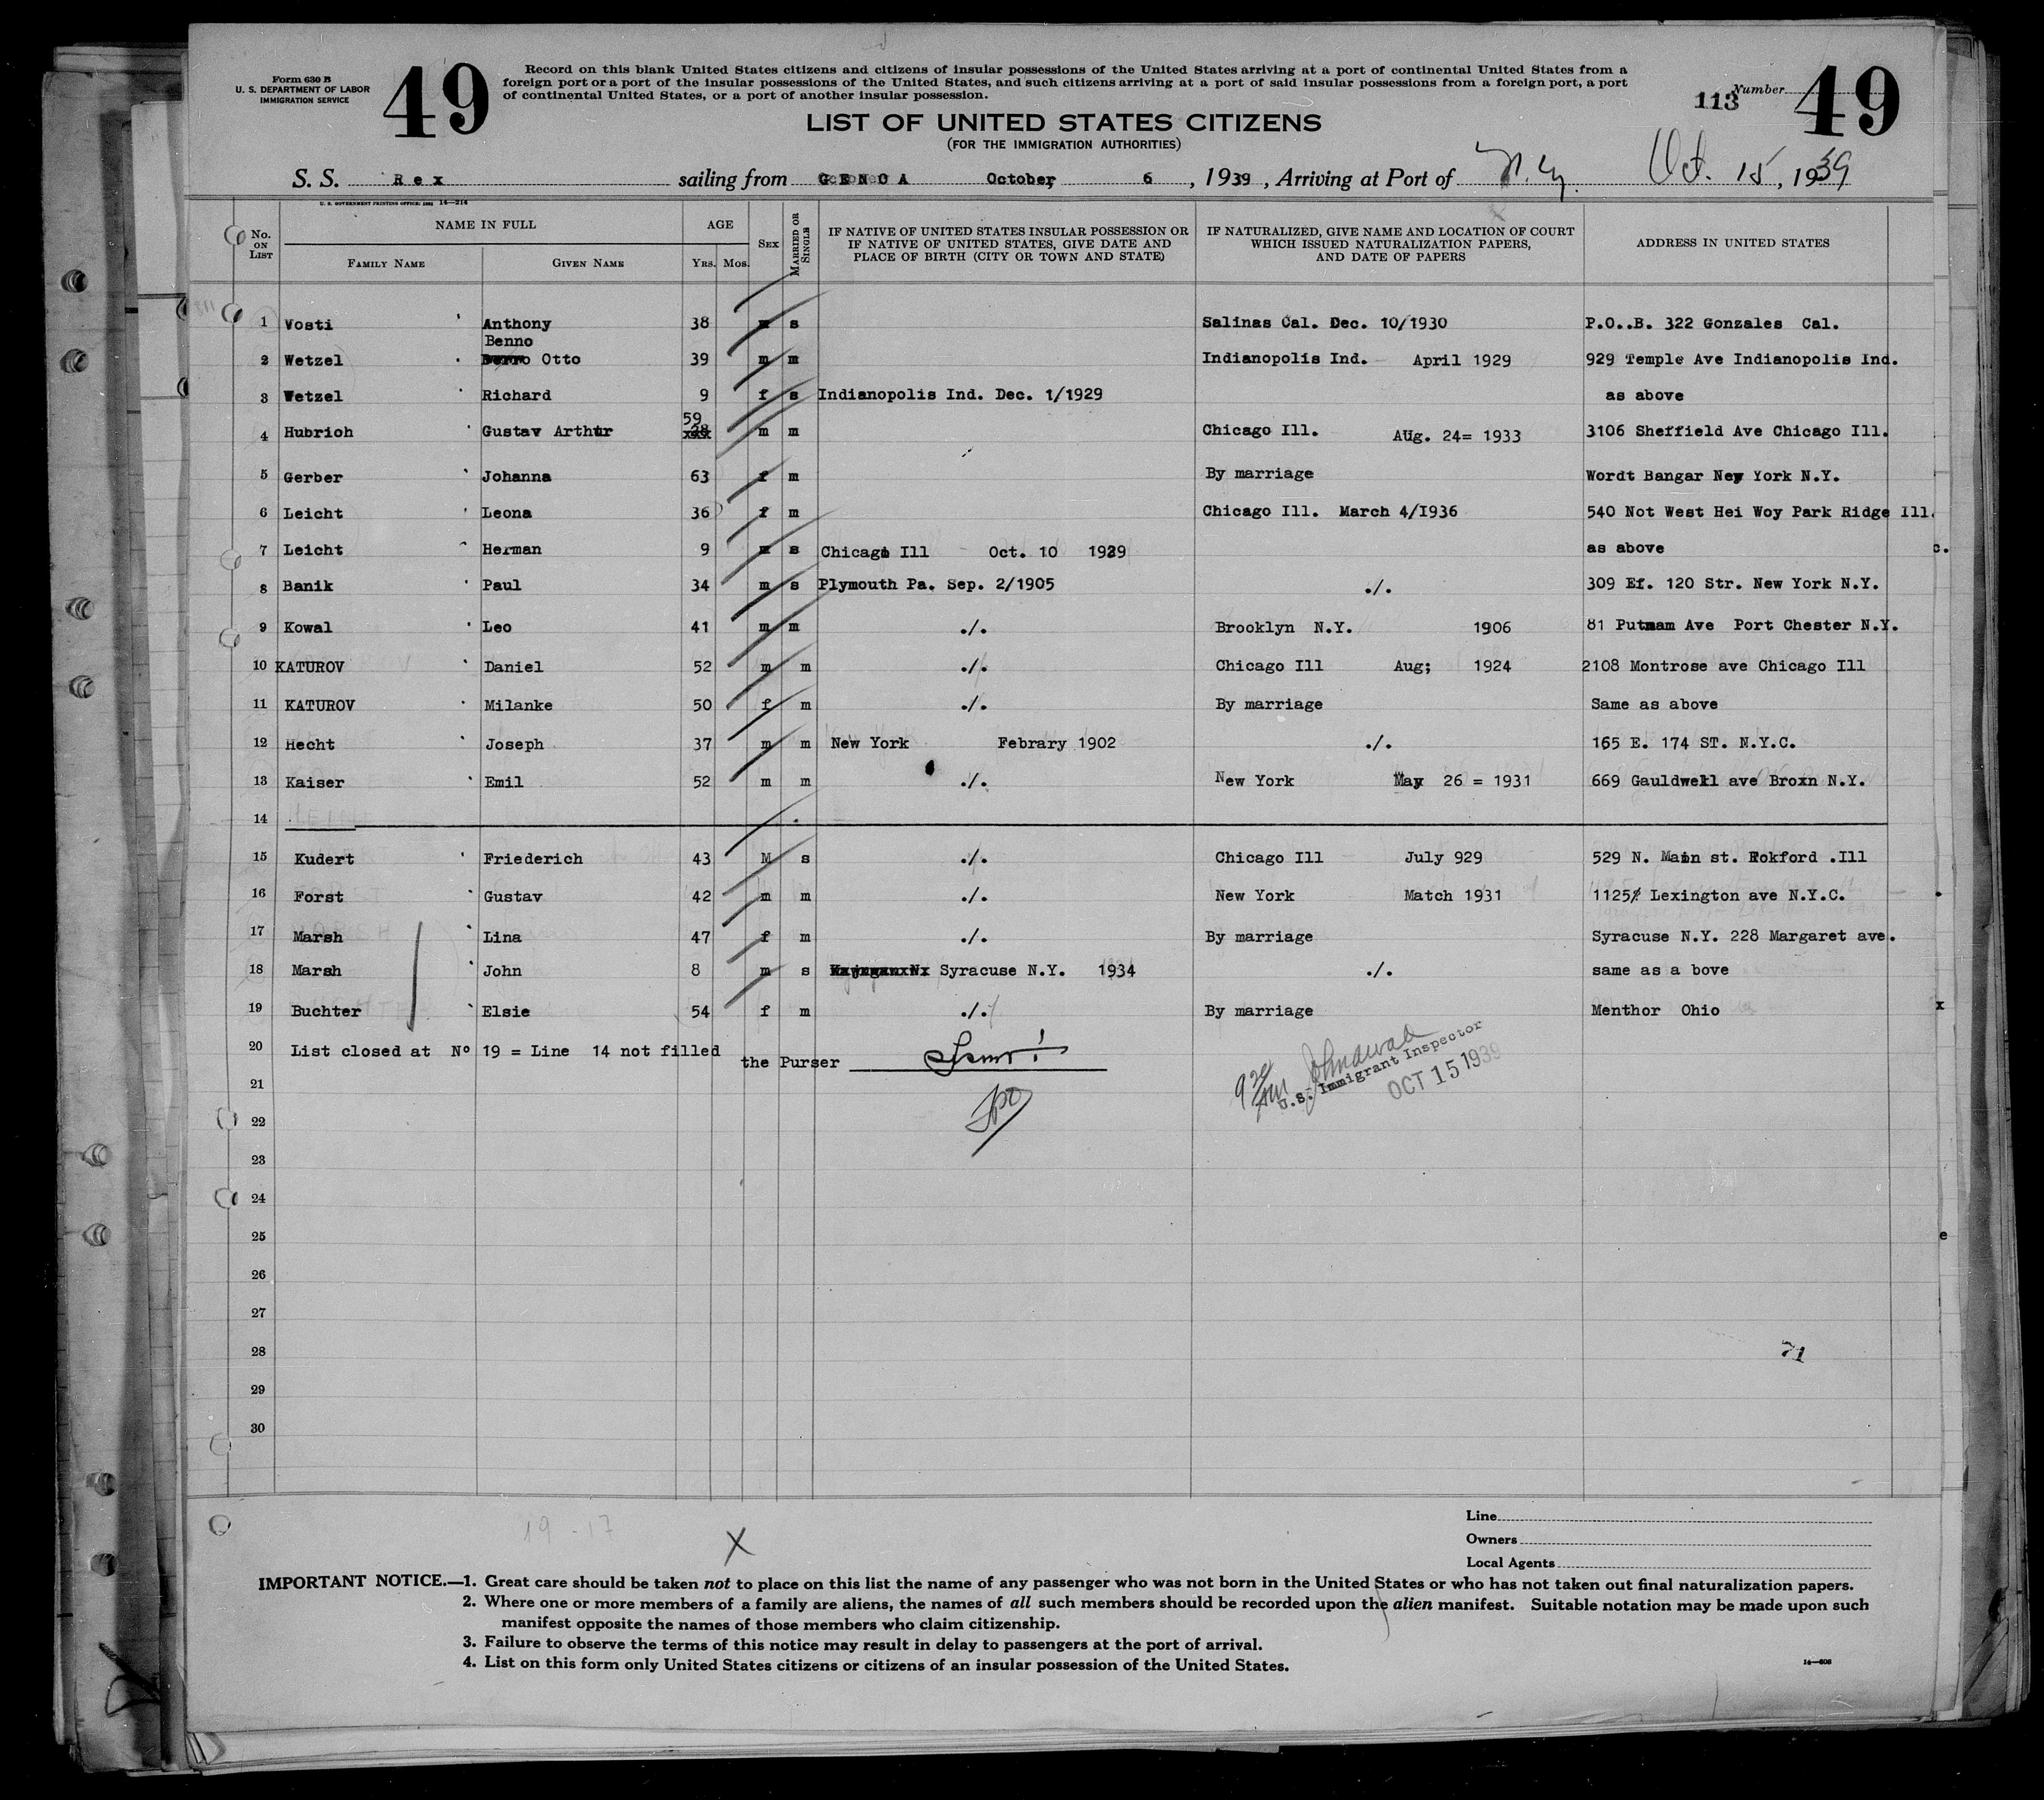 Form 630 B
U. S. DEPARTMENT OF LABOR
IMMIGRATION SERVICE
49
Record on this blank United States citizens and citizens of insular possessions of the United States arriving at a port of continental United States from a
foreign port or a port of the insular possessions of the United States, and such citizens arriving at a port of said insular possessions from a foreign port, a port
of continental United States, or a port of another insular possession.
113 Number 49
LIST OF UNITED STATES CITIZENS
(FOR THE IMMIGRATION AUTHORITIES)
S. S. Rex sailing from GENOA October, 6, 1939, Arriving at Port of N.Y. Oct. 15, 1939
No. ON LIST
NAME IN FULL
FAMILY NAME GIVEN NAME
AGE
YRS. MOS.
SEX
MARRIED OR SINGLE
IF NATIVE OF UNITED STATES INSULAR POSSESSION OR
IF NATIVE OF UNITED STATES, GIVE DATE AND
PLACE OF BIRTH (CITY OR TOWN AND STATE)
IF NATURALIZED, GIVE NAME AND LOCATION OF COURT
WHICH ISSUED NATURALIZATION PAPERS,
AND DATE OF PAPERS
ADDRESS IN UNITED STATES
1 Vosti Anthony 38 m s Salinas Cal. Dec. 10/1930 P.O..B. 322 Gonzales Cal.
Benno
2 Wetzel Otto 39 m m Indianopolis Ind. April 1929 929 Temple Ave Indianopolis Ind.
3 Wetzel Richard 9 f s Indianopolis Ind. Dec. 1/1929 as above
59
4 Hubrich Gustav Arthur m m Chicago Ill. Aug. 24= 1933 3106 Sheffield Ave Chicago Ill.
5 Gerber Johanna 63 f m By marriage Wordt Bangar New York N.Y.
6 Leicht Leona 36 f m Chicago Ill. March 4/1936 540 Not West Hei Woy Park Ridge Ill.
7 Leicht Herman 9 m s Chicago Ill Oct. 10 1929 as above
8 Banik Paul 34 m s Plymouth Pa. Sep. 2/1905 ./. 309 Ef. 120 Str. New York N.Y.
9 Kowal Leo 41 m m ./. Brooklyn N.Y. 1906 81 Putnam Ave Port Chester N.Y.
10 KATUROV Daniel 52 m m ./. Chicago Ill Aug; 1924 2108 Montrose ave Chicago Ill
11 KATUROV Milanke 50 f m ./. By marriage Same as above
12 Hecht Joseph 37 m m New York Febrary 1902 ./. 165 E. 174 ST. N.Y.C.
13 Kaiser Emil 52 m m ./. New York May 26 = 1931 669 Gauldwell ave Broxn N.Y.
14
15 Kudert Friederich 43 M s ./. Chicago Ill July 929 529 N. Main st. Rokford .Ill
16 Forst Gustav 42 m m ./. New York Match 1931 1125 Lexington ave N.Y.C.
17 Marsh Lina 47 f m ./. By marriage Syracuse N.Y. 228 Margaret ave.
18 Marsh John 8 m s Syracuse N.Y. 1934 ./. same as a bove
19 Buchter Elsie 54 f m ./. By marriage Menthor Ohio
20 List closed at Nº 19 = Line 14 not filled the Purser
U.S. Immigrant Inspector
OCT 15 1939
21
22
23
24
25
26
27
28 71
29
30
19 - 17
X
Line
Owners
Local Agents
IMPORTANT NOTICE.—1. Great care should be taken not to place on this list the name of any passenger who was not born in the United States or who has not taken out final naturalization papers.
2. Where one or more members of a family are aliens, the names of all such members should be recorded upon the alien manifest. Suitable notation may be made upon such
manifest opposite the names of those members who claim citizenship.
3. Failure to observe the terms of this notice may result in delay to passengers at the port of arrival.
4. List on this form only United States citizens or citizens of an insular possession of the United States.
14—608